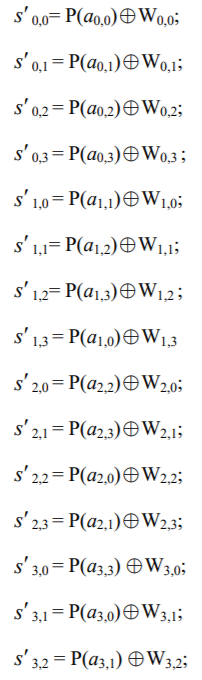 s′ 0,0= P(a0,0)⊕W0,0;
s′ 0,1 = P(a0,1)⊕W0,1;
s′ 0,2 = P(a0,2)⊕W0,2;
s′ 0,3 = P(a0,3)⊕W0,3 ;
s′ 1,0 = P(a1,1)⊕W1,0;
s′ 1,1= P(a1,2)⊕W1,1;
s′ 1,2= P(a1,3)⊕W1,2 ;
s′ 1,3 = P(a1,0)⊕W1,3
s′ 2,0 = P(a2,2)⊕W2,0;
s′ 2,1 = P(a2,3)⊕W2,1;
s′ 2,2 = P(a2,0)⊕W2,2;
s′ 2,3 = P(a2,1)⊕W2,3;
s′ 3,0 = P(a3,3) ⊕W3,0;
s′ 3,1 = P(a3,0)⊕W3,1;
s′ 3,2 = P(a3,1) ⊕W3,2;